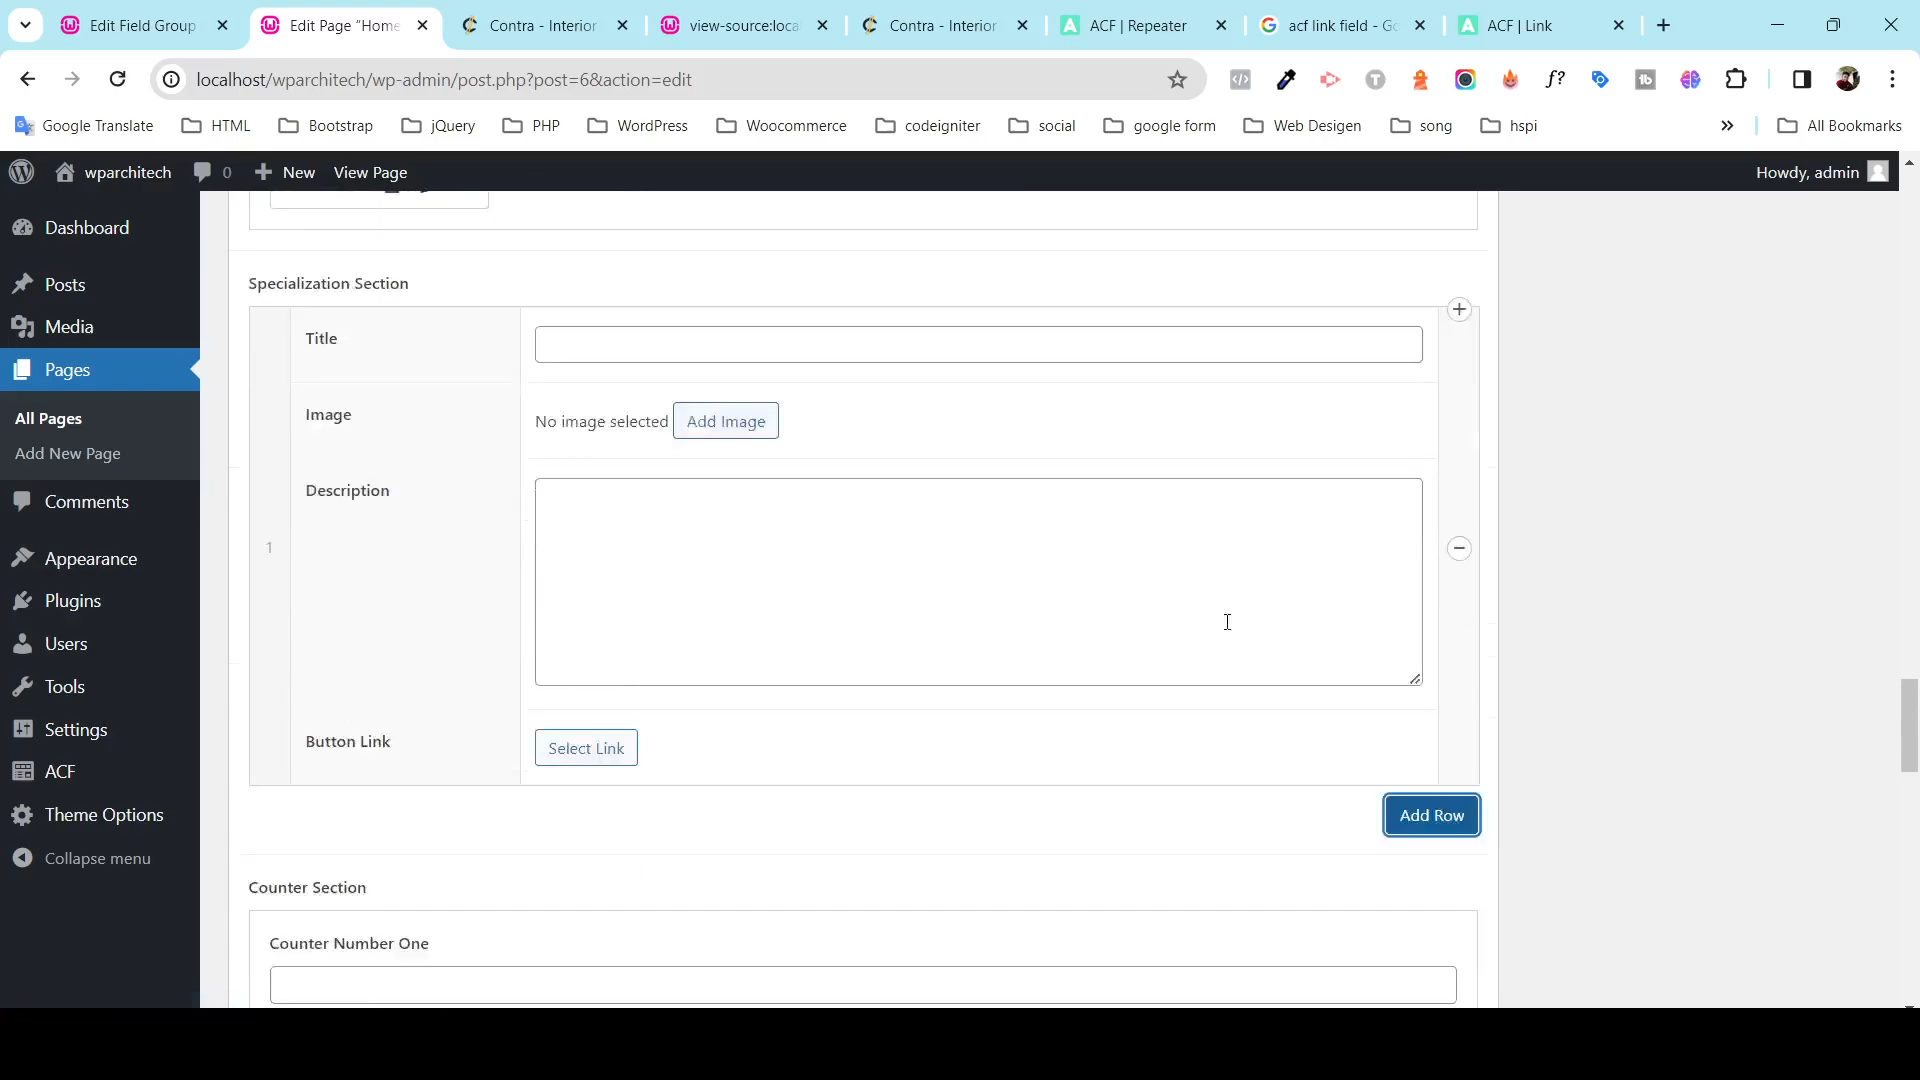 Edit Field Group
Edit Page "Home
Contra - Interior
view-source:loca
Contra - Interior
ACF | Repeater
acf link field - Go
ACF | Link
localhost/wparchitech/wp-admin/post.php?post=6&action=edit
Google Translate
HTML
Bootstrap
jQuery
PHP
WordPress
Woocommerce
codeigniter
social
google form
Web Desigen
song
hspi
All Bookmarks
wparchitech
0
New
View Page
Howdy, admin
Dashboard
Posts
Media
Pages
All Pages
Add New Page
Comments
Appearance
Plugins
Users
Tools
Settings
ACF
Theme Options
Collapse menu
Specialization Section
Title
Image
No image selected
Add Image
Description
1
Button Link
Select Link
Add Row
Counter Section
Counter Number One